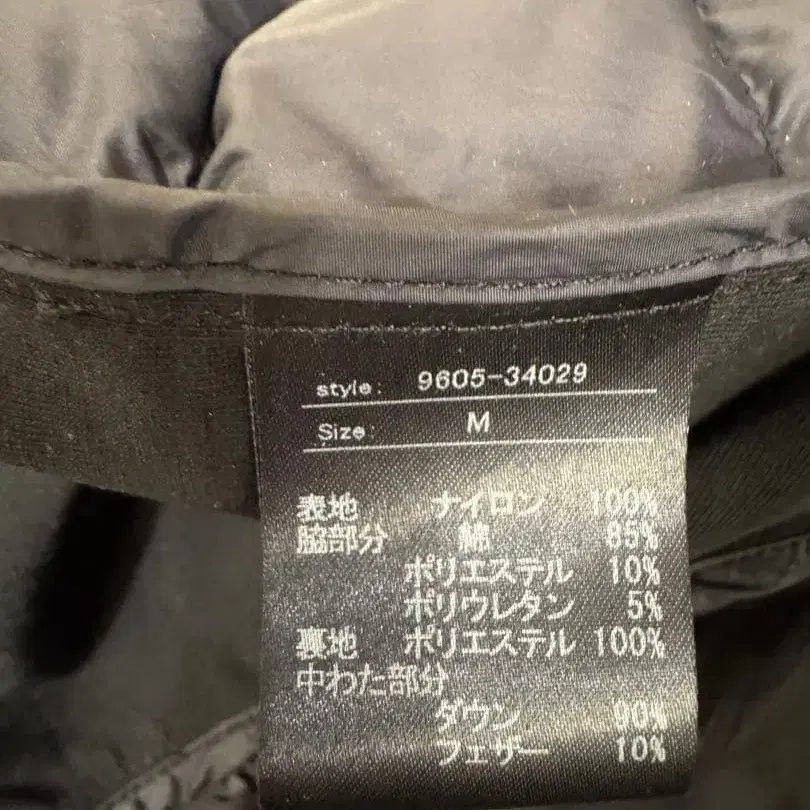 style: 9605-34029
Size: M
表地 ナイロン 100%
脇部分 綿 85%
ポリエステル 10%
ポリウレタン 5%
裏地 ポリエステル 100%
中わた部分
ダウン 90%
フェザー 10%